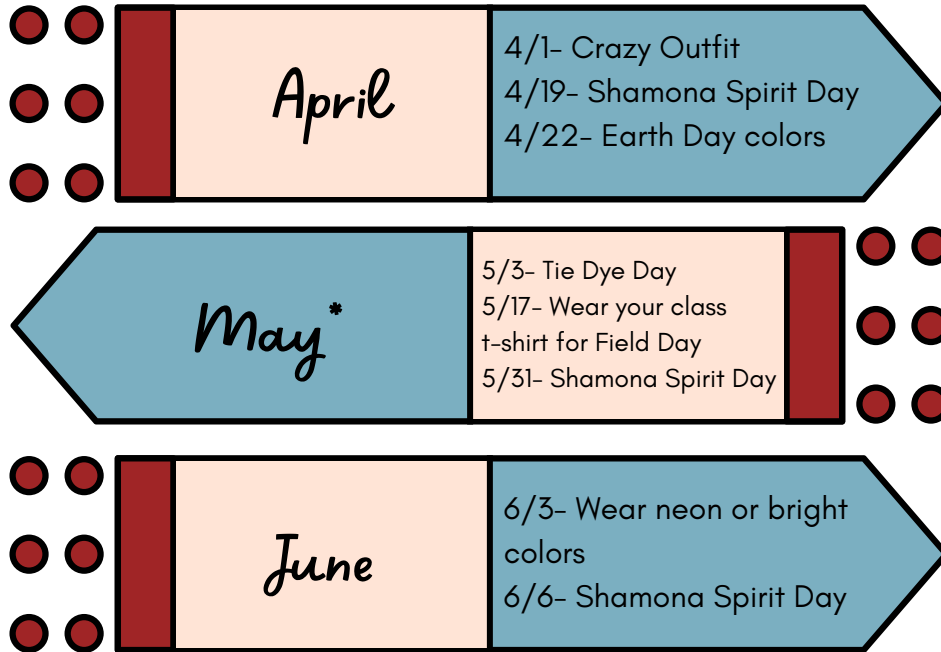 April
4/1- Crazy Outfit
4/19- Shamona Spirit Day
4/22- Earth Day colors
May*
5/3- Tie Dye Day
5/17- Wear your class
t-shirt for Field Day
5/31- Shamona Spirit Day
June
6/3- Wear neon or bright
colors
6/6- Shamona Spirit Day